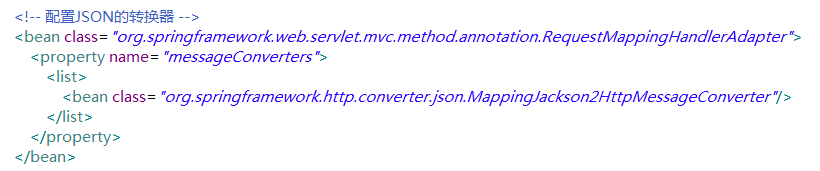 <!-- 配置JSON的转换器 -->
<bean class="org.springframework.web.servlet.mvc.method.annotation.RequestMappingHandlerAdapter">
<property name="messageConverters">
<list>
<bean class="org.springframework.http.converter.json.MappingJackson2HttpMessageConverter"/>
</list>
</property>
</bean>